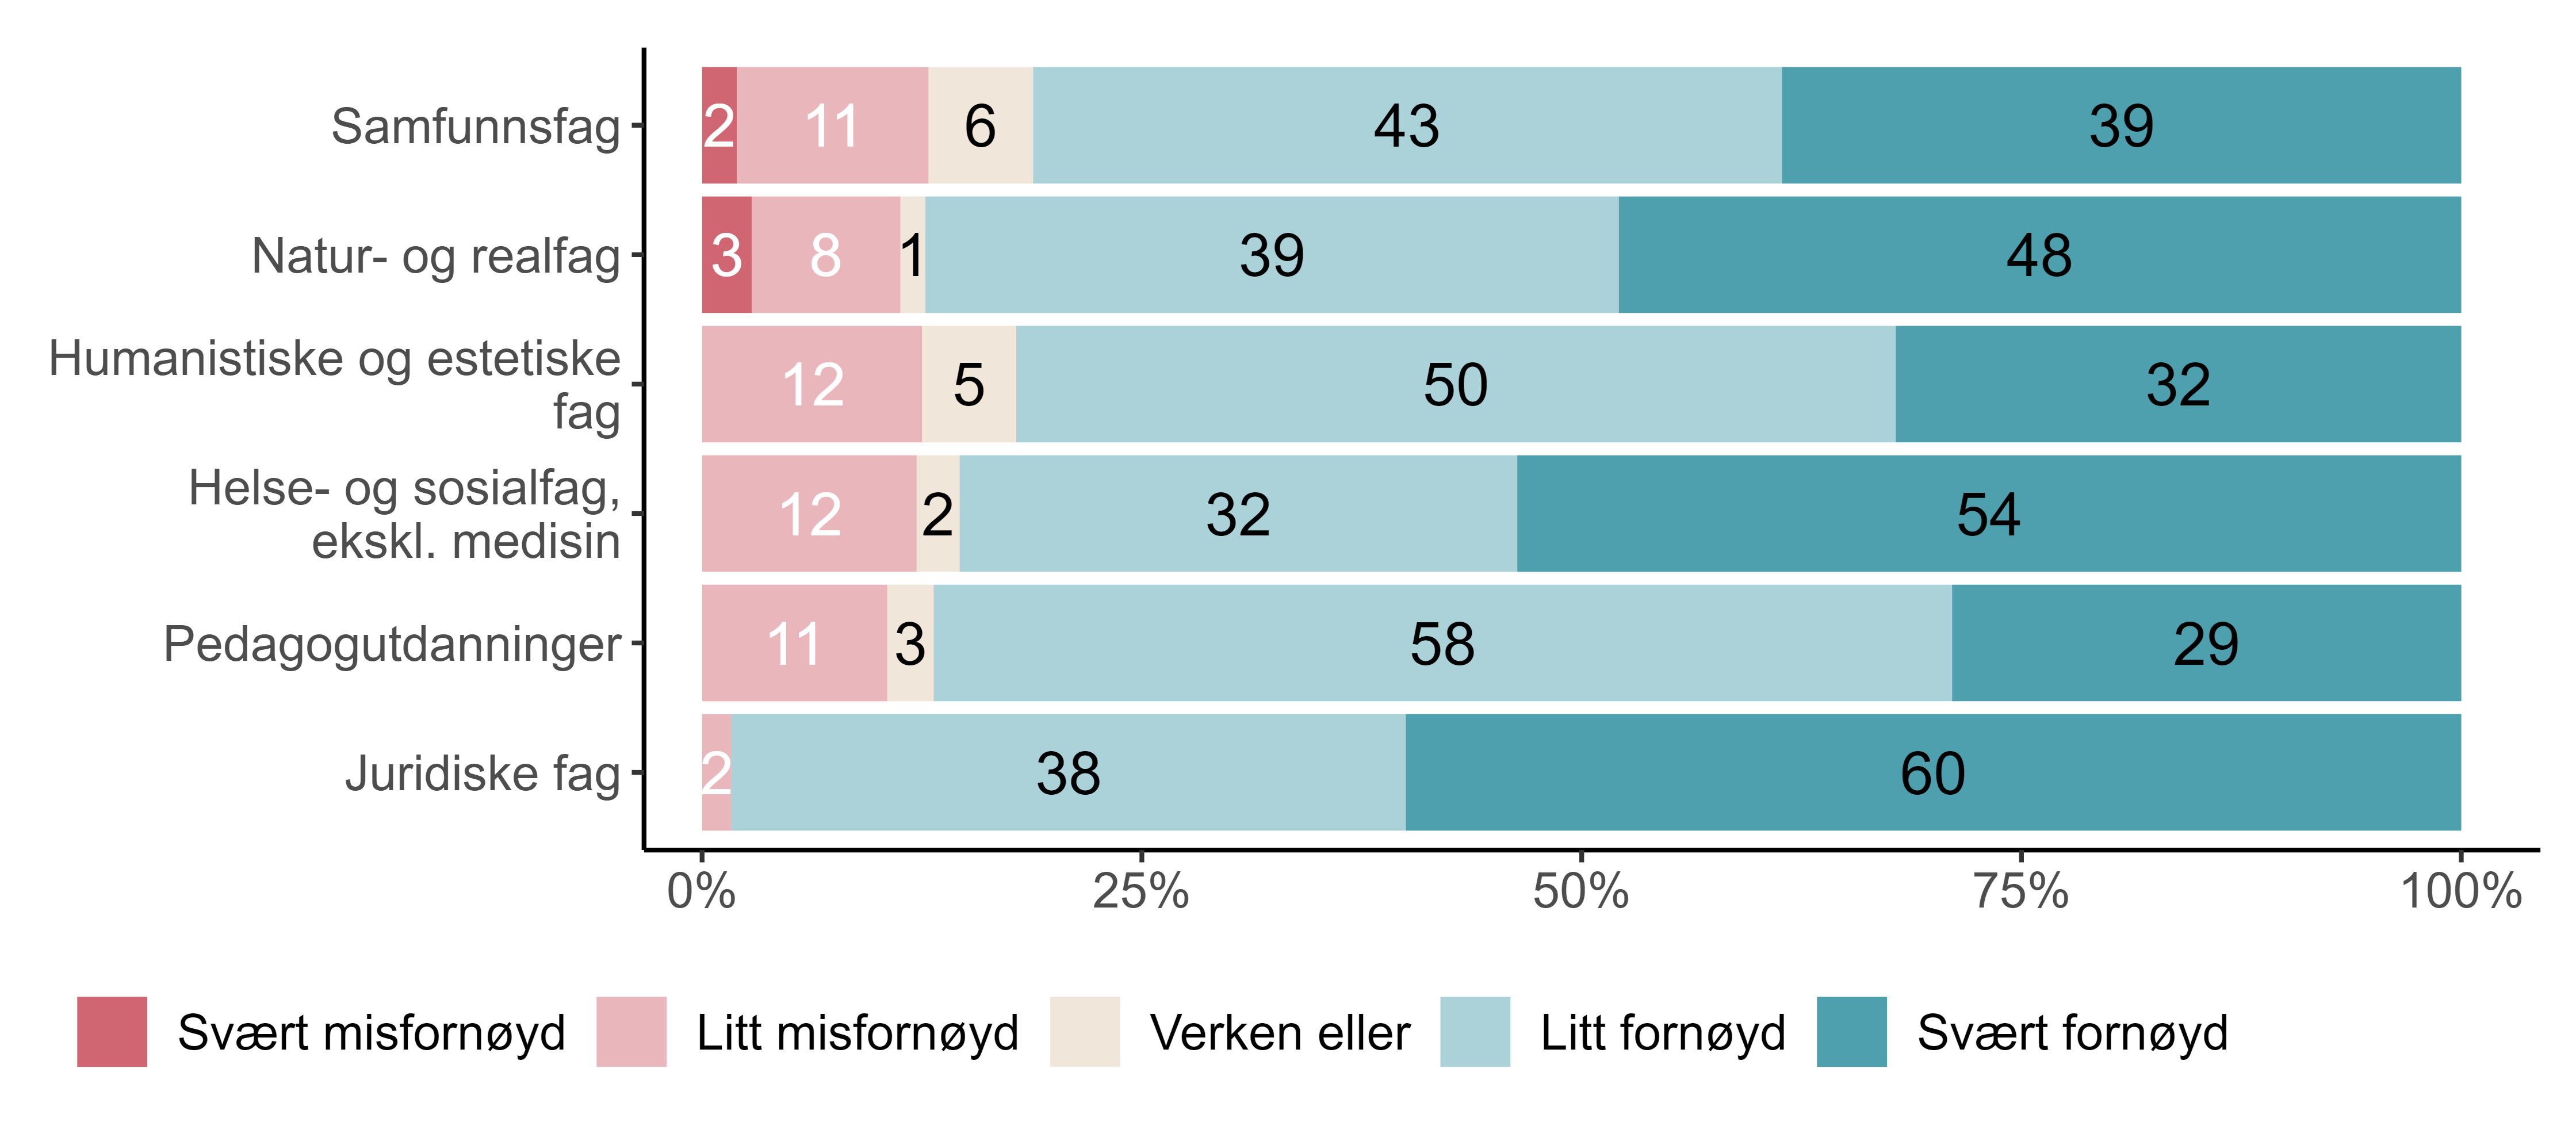 Samfunnsfag
2 11 6 43 39
Natur- og realfag
3 8 1 39 48
Humanistiske og estetiske
fag
12 5 50 32
Helse- og sosialfag,
ekskl. medisin
12 2 32 54
Pedagogutdanninger
11 3 58 29
Juridiske fag
2 38 60
0% 25% 50% 75% 100%
Svært misfornøyd Litt misfornøyd Verken eller Litt fornøyd Svært fornøyd